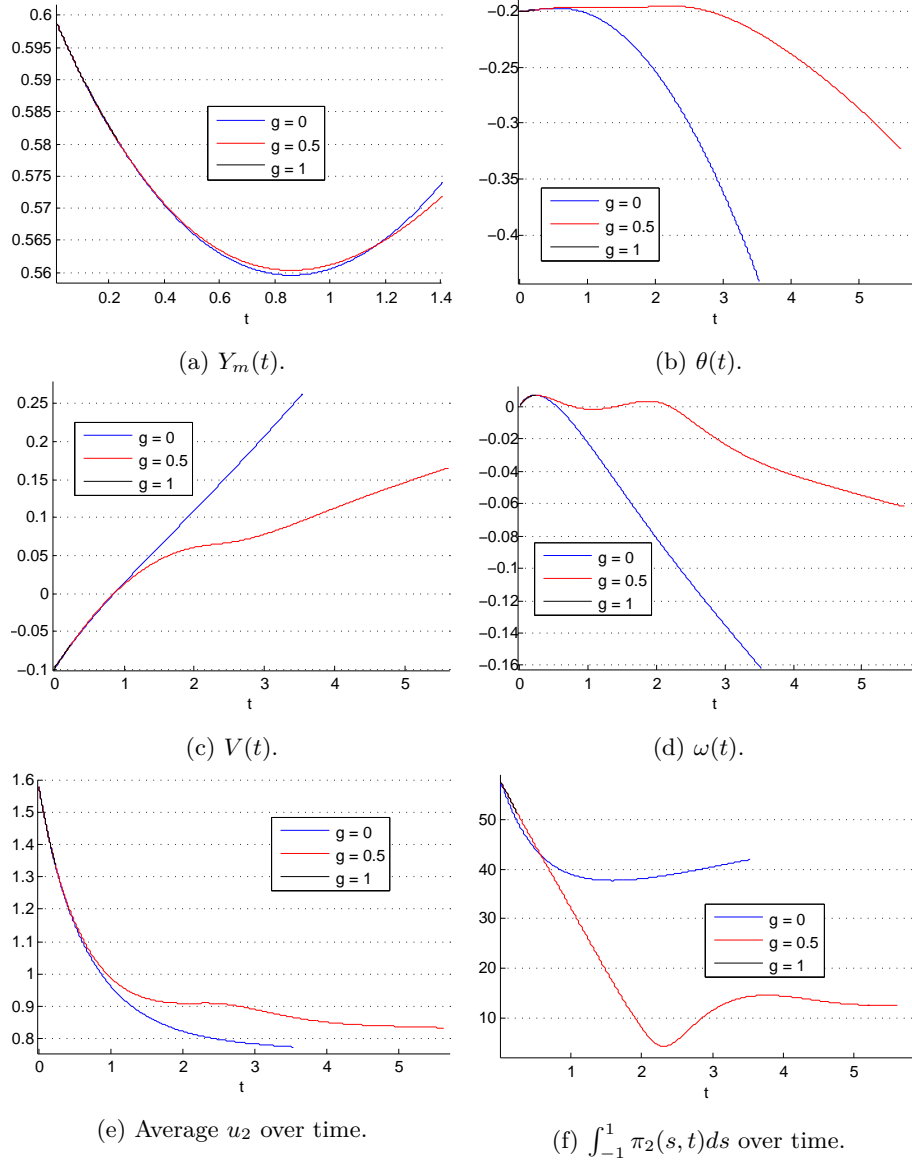 0.6
0.595
0.59
0.585
0.58
0.575
0.57
0.565
0.56
0.2 0.4 0.6 0.8 1 1.2 1.4
t
g = 0
g = 0.5
g = 1
(a) Y_m(t).
−0.2
−0.25
−0.3
−0.35
−0.4
0 1 2 3 4 5
t
g = 0
g = 0.5
g = 1
(b) θ(t).
0.25
0.2
0.15
0.1
0.05
0
−0.05
−0.1
0 1 2 3 4 5
t
g = 0
g = 0.5
g = 1
(c) V(t).
0
−0.02
−0.04
−0.06
−0.08
−0.1
−0.12
−0.14
−0.16
0 1 2 3 4 5
t
g = 0
g = 0.5
g = 1
(d) ω(t).
1.6
1.5
1.4
1.3
1.2
1.1
1
0.9
0.8
0 1 2 3 4 5
t
g = 0
g = 0.5
g = 1
(e) Average u_2 over time.
50
40
30
20
10
1 2 3 4 5
t
g = 0
g = 0.5
g = 1
(f) ∫_{-1}^{1} π_2(s, t)ds over time.